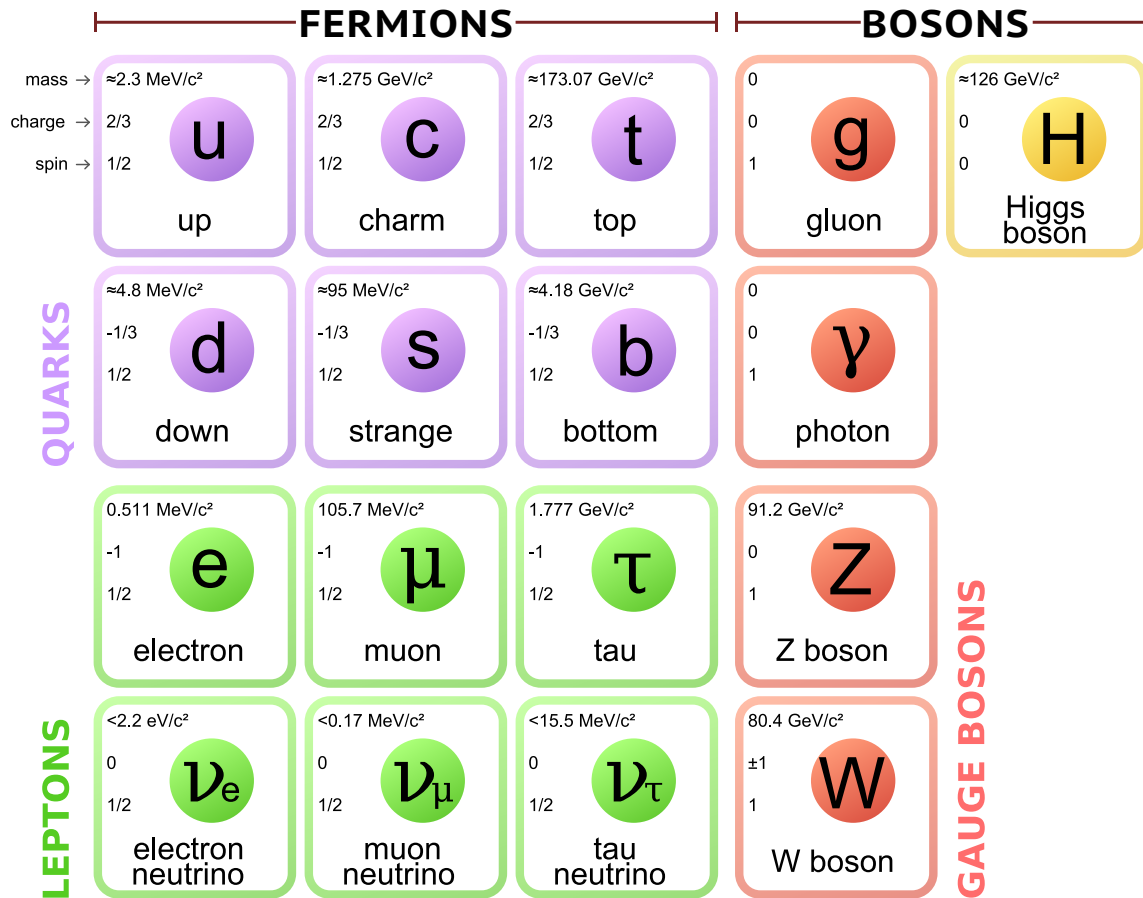 FERMIONS
BOSONS
mass →
charge →
spin →
≈2.3 MeV/c²
2/3
1/2
u
up
≈1.275 GeV/c²
2/3
1/2
c
charm
≈173.07 GeV/c²
2/3
1/2
t
top
0
0
1
g
gluon
≈126 GeV/c²
0
0
H
Higgs
boson
QUARKS
≈4.8 MeV/c²
-1/3
1/2
d
down
≈95 MeV/c²
-1/3
1/2
s
strange
≈4.18 GeV/c²
-1/3
1/2
b
bottom
0
0
1
γ
photon
LEPTONS
0.511 MeV/c²
-1
1/2
e
electron
105.7 MeV/c²
-1
1/2
μ
muon
1.777 GeV/c²
-1
1/2
τ
tau
91.2 GeV/c²
0
1
Z
Z boson
GAUGE BOSONS
<2.2 eV/c²
0
1/2
νe
electron
neutrino
<0.17 MeV/c²
0
1/2
νμ
muon
neutrino
<15.5 MeV/c²
0
1/2
ντ
tau
neutrino
80.4 GeV/c²
±1
1
W
W boson